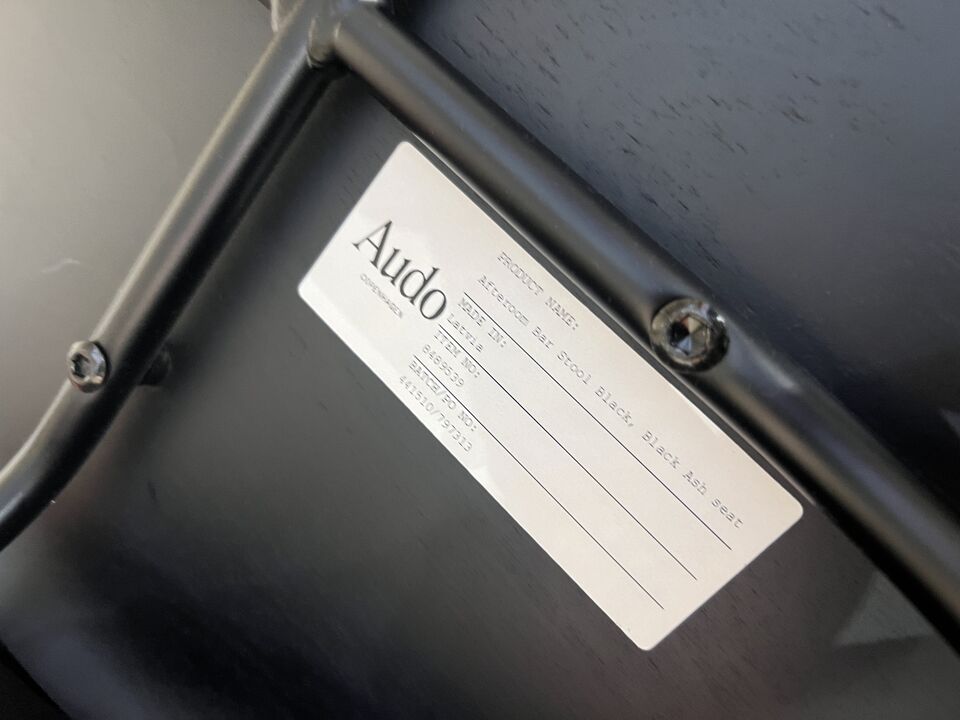 Audo
COPENHAGEN
PRODUCT NAME:
Afteroom Bar Stool Black, Black Ash seat
MADE IN:
Latvia
ITEM NO:
8489539
BATCH/PO NO:
441510/797313